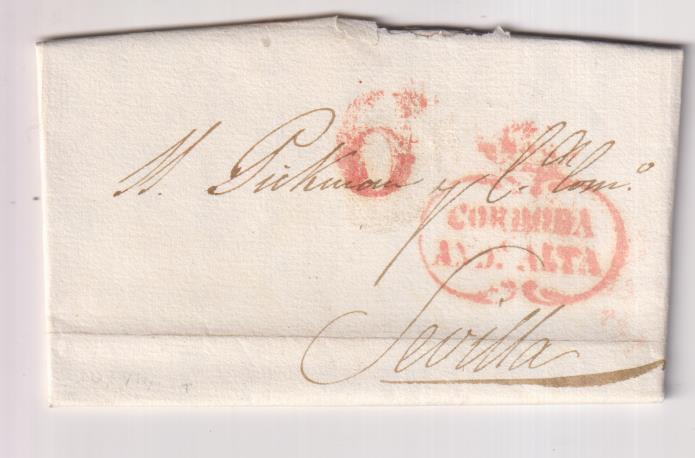 6
Pickman y C.ª
CORDOBA
AND. ALTA
Sevilla